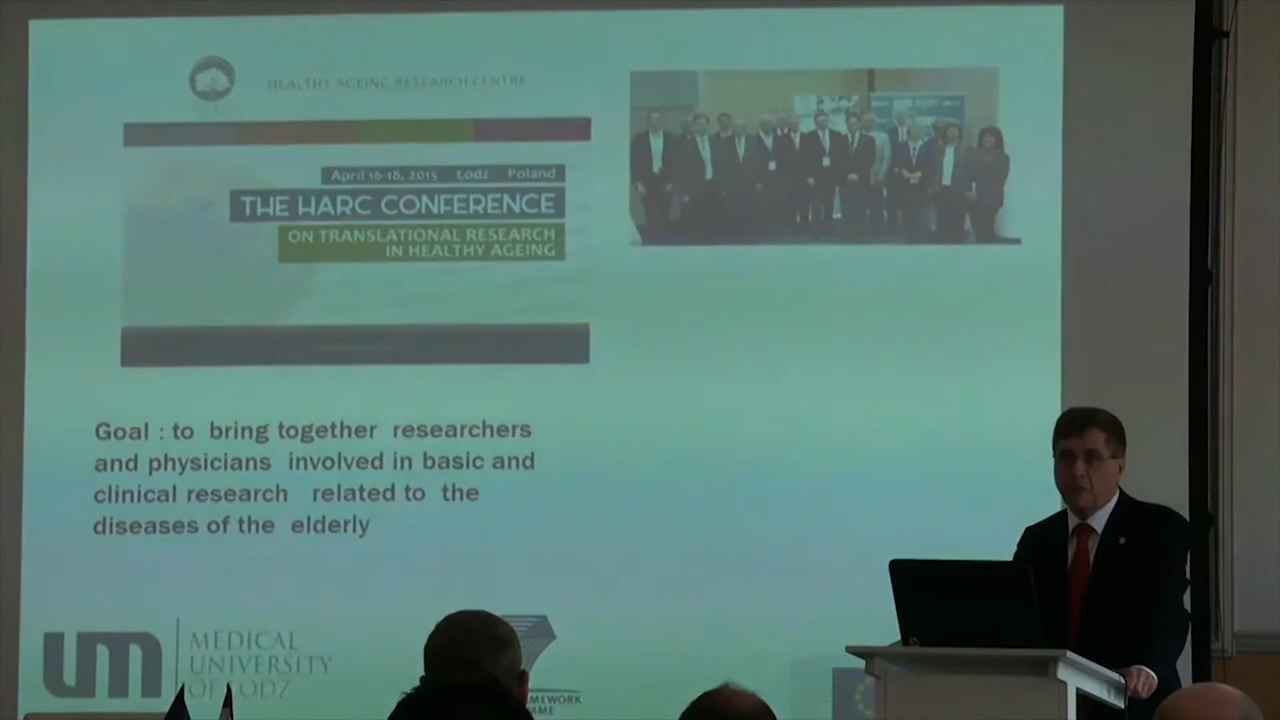 HEALTHY AGEING RESEARCH CENTRE
April 16-18, 2015 Łódź Poland
THE HARC CONFERENCE
ON TRANSLATIONAL RESEARCH
IN HEALTHY AGEING
Goal : to bring together researchers
and physicians involved in basic and
clinical research related to the
diseases of the elderly
um
MEDICAL
UNIVERSITY
OF LODZ